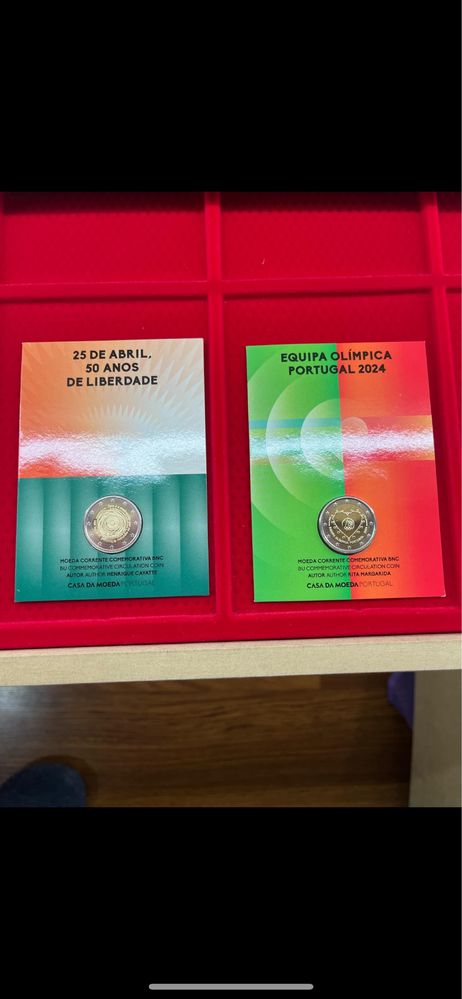 25 DE ABRIL,
50 ANOS
DE LIBERDADE
MOEDA CORRENTE COMEMORATIVA BNC
BU COMMEMORATIVE CIRCULATION COIN
AUTOR AUTHOR HENRIQUE CAYATTE
CASA DA MOEDA PORTUGAL
EQUIPA OLÍMPICA
PORTUGAL 2024
MOEDA CORRENTE COMEMORATIVA BNC
BU COMMEMORATIVE CIRCULATION COIN
AUTOR AUTHOR RITA MARGARIDA
CASA DA MOEDA PORTUGAL